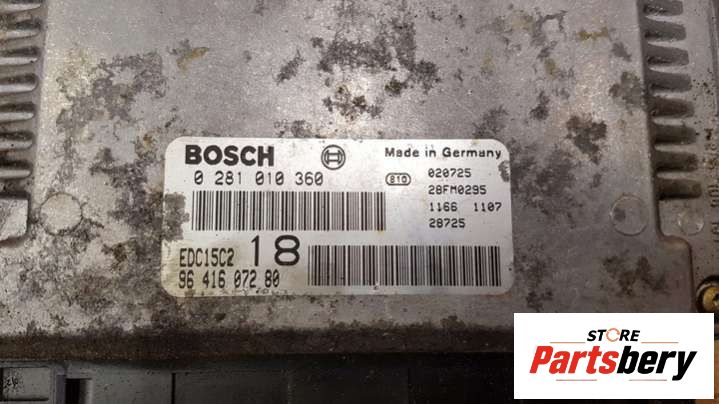 BOSCH
Made in Germany
0 281 010 360
810
020725
28FM0295
1166 1107
28725
EDC15C2
18
96 416 072 80
STORE
Partsbery